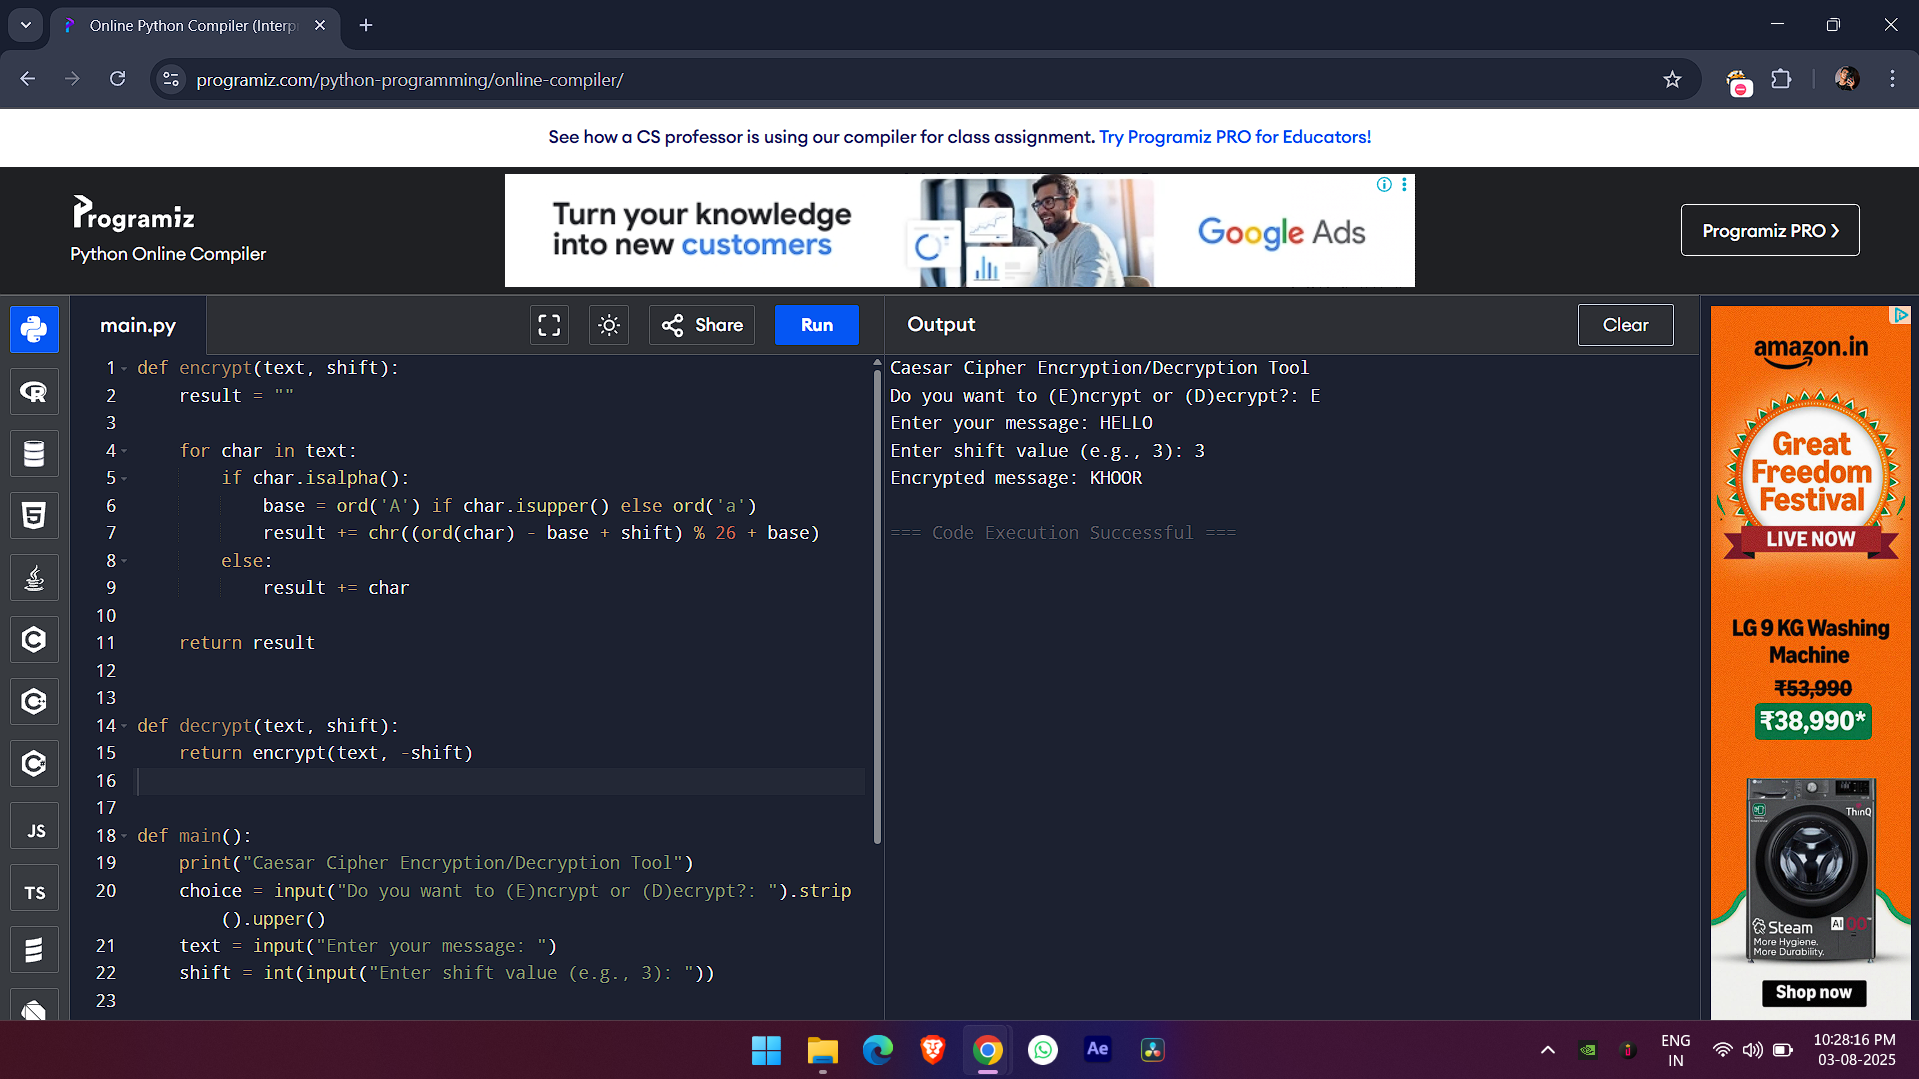 Online Python Compiler (Interp
programiz.com/python-programming/online-compiler/
See how a CS professor is using our compiler for class assignment. Try Programiz PRO for Educators!
Programiz
Python Online Compiler
Turn your knowledge
into new customers
Google Ads
Programiz PRO >
main.py
Share
Run
Output
Clear
1 def encrypt(text, shift):
2 result = ""
3
4 for char in text:
5 if char.isalpha():
6 base = ord('A') if char.isupper() else ord('a')
7 result += chr((ord(char) - base + shift) % 26 + base)
8 else:
9 result += char
10
11 return result
12
13
14 def decrypt(text, shift):
15 return encrypt(text, -shift)
16
17
18 def main():
19 print("Caesar Cipher Encryption/Decryption Tool")
20 choice = input("Do you want to (E)ncrypt or (D)ecrypt?: ").strip
().upper()
21 text = input("Enter your message: ")
22 shift = int(input("Enter shift value (e.g., 3): "))
23
Caesar Cipher Encryption/Decryption Tool
Do you want to (E)ncrypt or (D)ecrypt?: E
Enter your message: HELLO
Enter shift value (e.g., 3): 3
Encrypted message: KHOOR
=== Code Execution Successful ===
R
5
C
C
C
JS
TS
amazon.in
Great
Freedom
Festival
LIVE NOW
LG 9 KG Washing
Machine
₹53,990
₹38,990*
ThinQ
Steam
More Hygiene.
More Durability.
AI
Shop now
Ae
ENG
IN
10:28:16 PM
03-08-2025